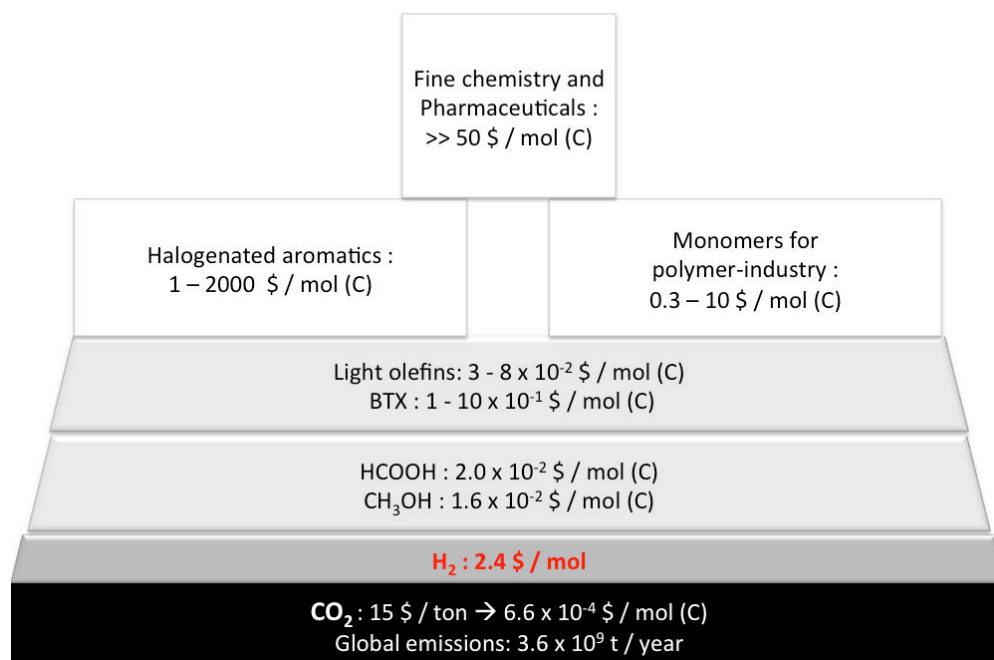 Fine chemistry and
Pharmaceuticals :
>> 50 $ / mol (C)
Halogenated aromatics :
1 – 2000 $ / mol (C)
Monomers for
polymer-industry :
0.3 – 10 $ / mol (C)
Light olefins: 3 - 8 x 10⁻² $ / mol (C)
BTX : 1 - 10 x 10⁻¹ $ / mol (C)
HCOOH : 2.0 x 10⁻² $ / mol (C)
CH₃OH : 1.6 x 10⁻² $ / mol (C)
H₂ : 2.4 $ / mol
CO₂ : 15 $ / ton → 6.6 x 10⁻⁴ $ / mol (C)
Global emissions: 3.6 x 10⁹ t / year